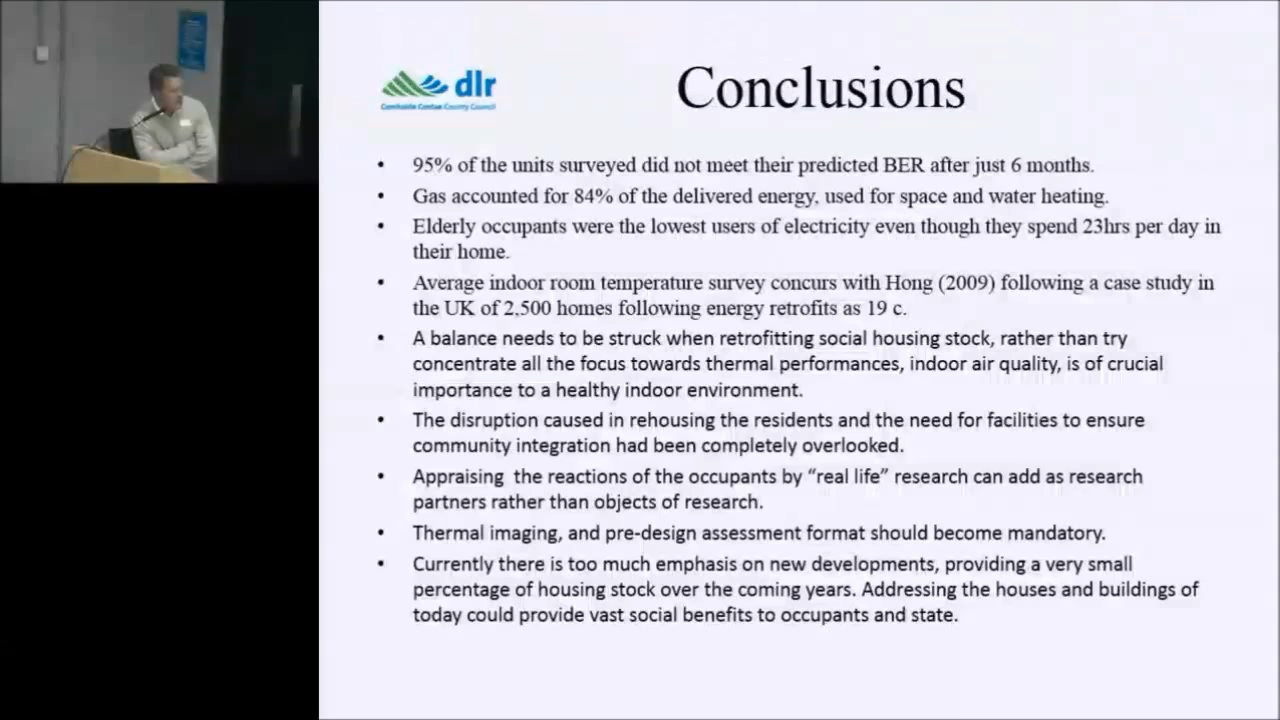 dlr
Comhairle Contae County Council
Conclusions
• 95% of the units surveyed did not meet their predicted BER after just 6 months.
• Gas accounted for 84% of the delivered energy, used for space and water heating.
• Elderly occupants were the lowest users of electricity even though they spend 23hrs per day in
their home.
• Average indoor room temperature survey concurs with Hong (2009) following a case study in
the UK of 2,500 homes following energy retrofits as 19 c.
• A balance needs to be struck when retrofitting social housing stock, rather than try
concentrate all the focus towards thermal performances, indoor air quality, is of crucial
importance to a healthy indoor environment.
• The disruption caused in rehousing the residents and the need for facilities to ensure
community integration had been completely overlooked.
• Appraising the reactions of the occupants by “real life” research can add as research
partners rather than objects of research.
• Thermal imaging, and pre-design assessment format should become mandatory.
• Currently there is too much emphasis on new developments, providing a very small
percentage of housing stock over the coming years. Addressing the houses and buildings of
today could provide vast social benefits to occupants and state.